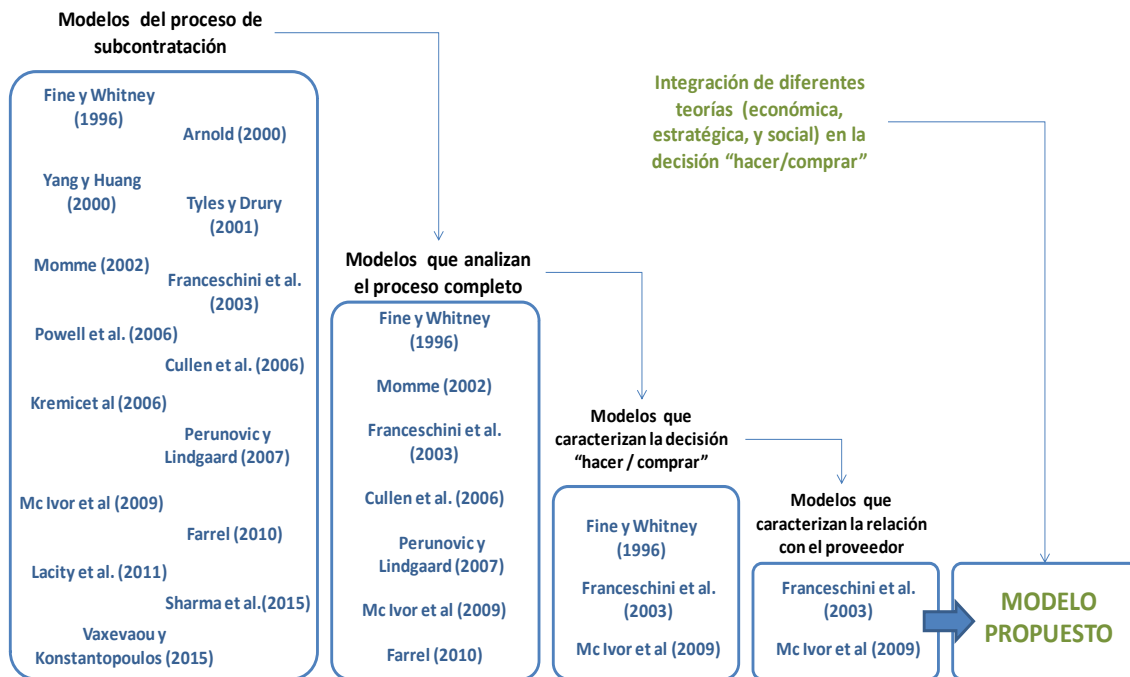 Modelos del proceso de
subcontratación
Fine y Whitney
(1996)
Arnold (2000)
Yang y Huang
(2000)
Tyles y Drury
(2001)
Momme (2002)
Franceschini et al.
(2003)
Powell et al. (2006)
Cullen et al. (2006)
Kremicet al (2006)
Perunovic y
Lindgaard (2007)
Mc Ivor et al (2009)
Farrel (2010)
Lacity et al. (2011)
Sharma et al.(2015)
Vaxevaou y
Konstantopoulos (2015)
Modelos que analizan
el proceso completo
Fine y Whitney
(1996)
Momme (2002)
Franceschini et al.
(2003)
Cullen et al. (2006)
Perunovic y
Lindgaard (2007)
Mc Ivor et al (2009)
Farrel (2010)
Modelos que
caracterizan la decisión
“hacer / comprar”
Fine y Whitney
(1996)
Franceschini et al.
(2003)
Mc Ivor et al (2009)
Modelos que
caracterizan la relación
con el proveedor
Franceschini et al.
(2003)
Mc Ivor et al (2009)
Integración de diferentes
teorías (económica,
estratégica, y social) en la
decisión “hacer/comprar”
MODELO
PROPUESTO